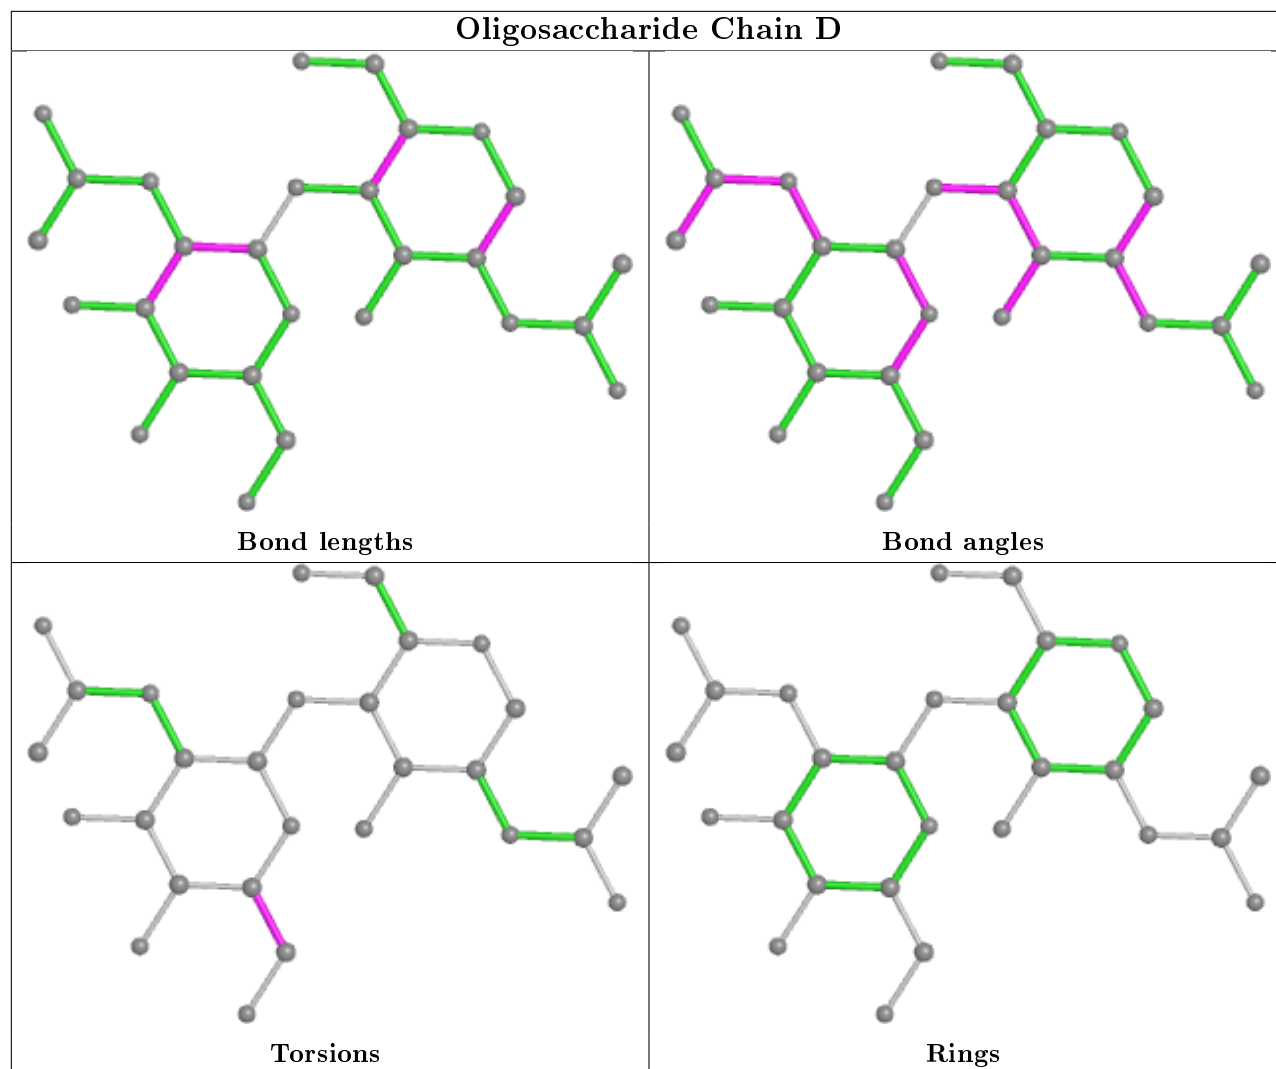 Oligosaccharide Chain D
Bond lengths
Bond angles
Torsions
Rings